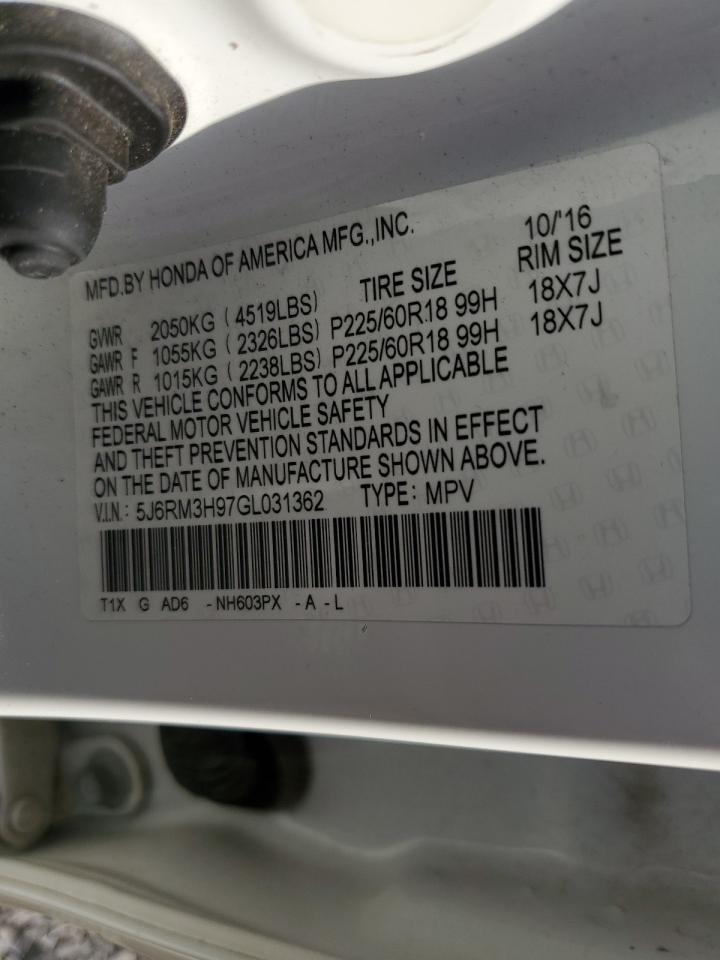 MFD.BY HONDA OF AMERICA MFG.,INC. 10/'16
TIRE SIZE RIM SIZE
GVWR 2050KG ( 4519LBS)
GAWR F 1055KG ( 2326LBS) P225/60R18 99H 18X7J
GAWR R 1015KG ( 2238LBS) P225/60R18 99H 18X7J
THIS VEHICLE CONFORMS TO ALL APPLICABLE
FEDERAL MOTOR VEHICLE SAFETY
AND THEFT PREVENTION STANDARDS IN EFFECT
ON THE DATE OF MANUFACTURE SHOWN ABOVE.
V.I.N.: 5J6RM3H97GL031362 TYPE: MPV
T1X G AD6 -NH603PX -A -L